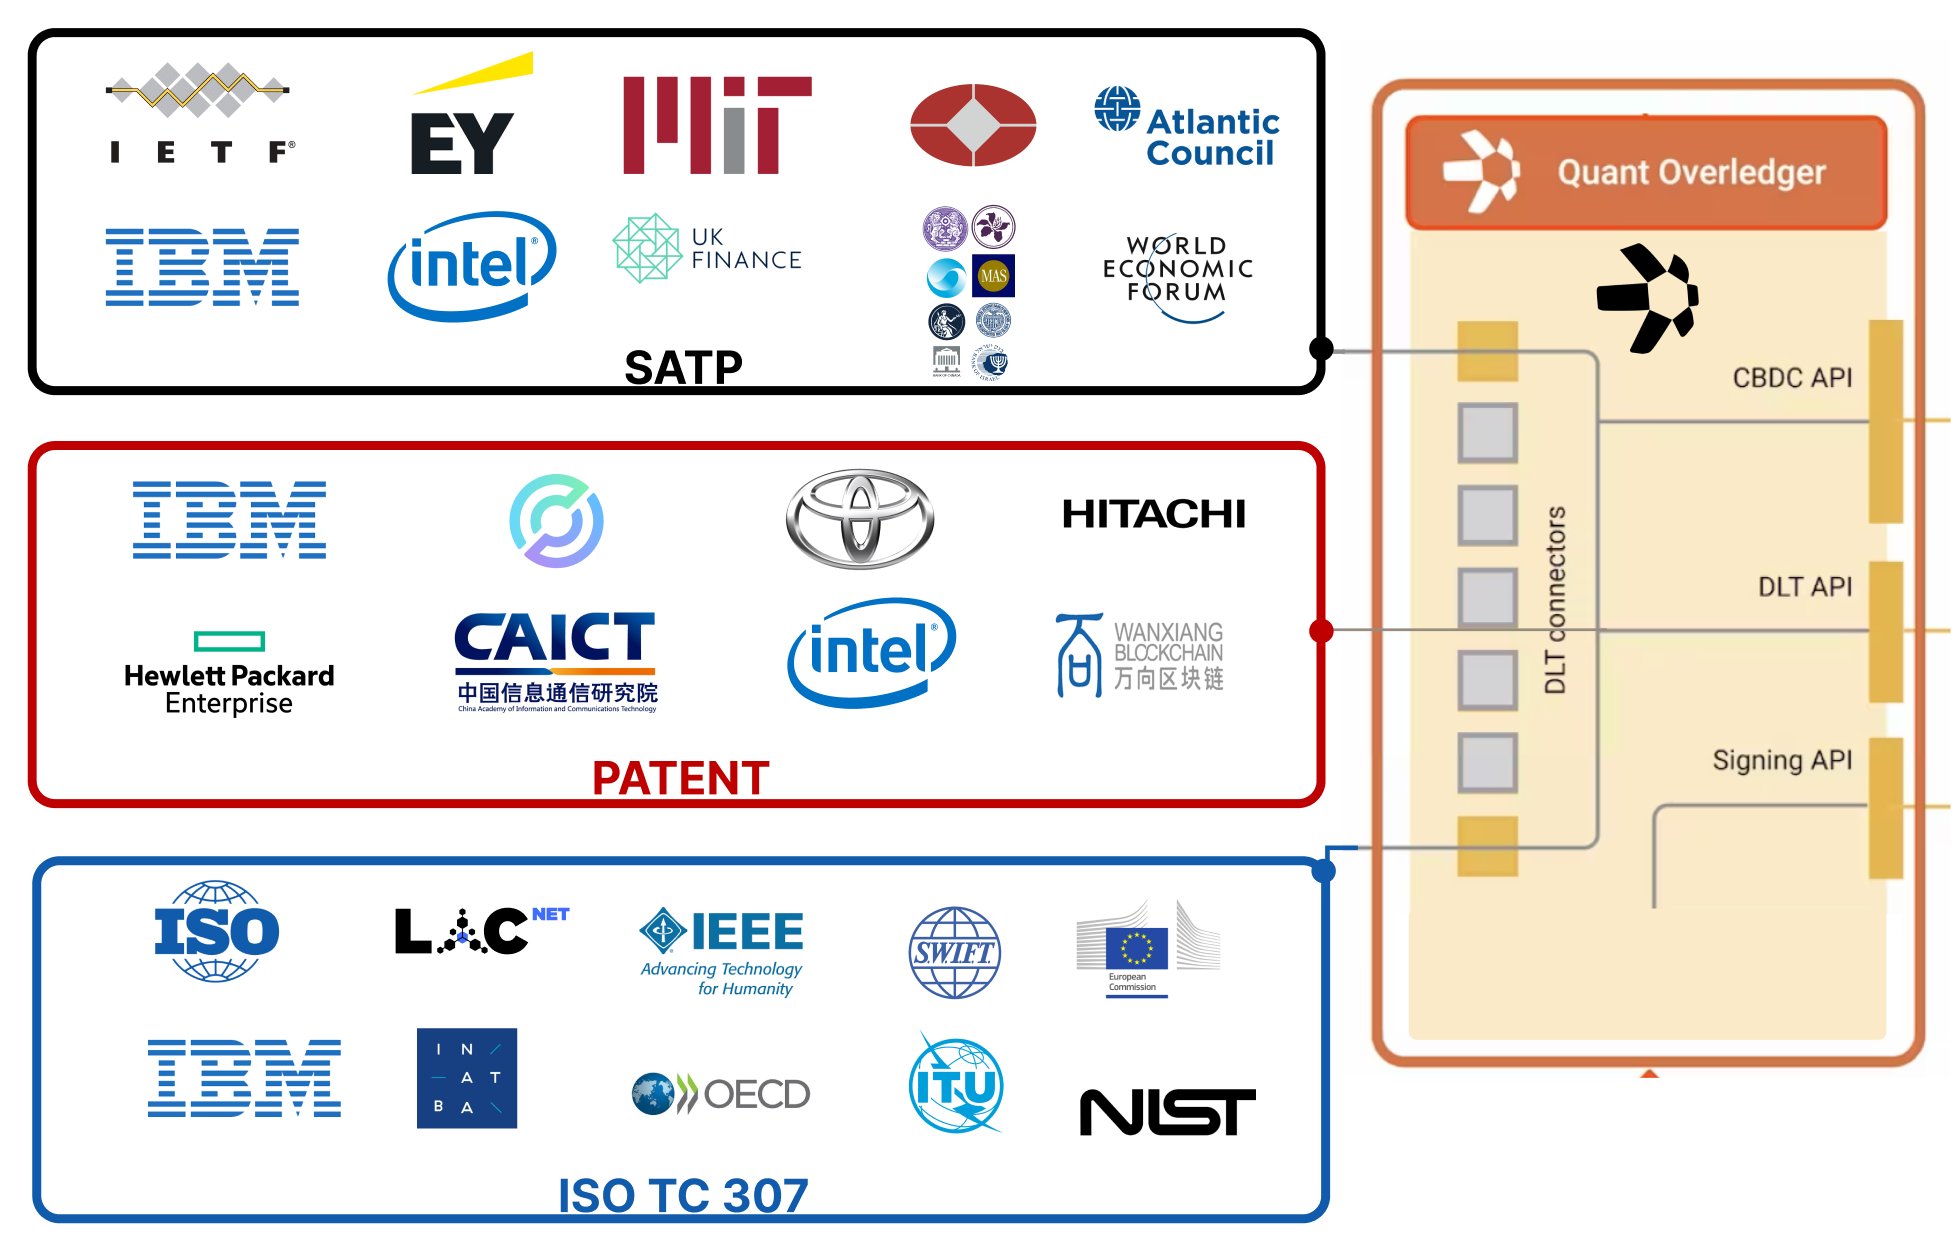 IETF®
EY
MIT
Atlantic
Council
IBM
intel®
UK
FINANCE
MAS
WORLD
ECONOMIC
FORUM
SATP
IBM
HITACHI
Hewlett Packard
Enterprise
CAICT
中国信息通信研究院
China Academy of Information and Communications Technology
intel®
WANXIANG
BLOCKCHAIN
万向区块链
PATENT
ISO
LACNET
IEEE
Advancing Technology
for Humanity
S.W.I.F.T.
European
Commission
IBM
IN
AT
BA
OECD
ITU
NIST
ISO TC 307
Quant Overledger
CBDC API
DLT connectors
DLT API
Signing API